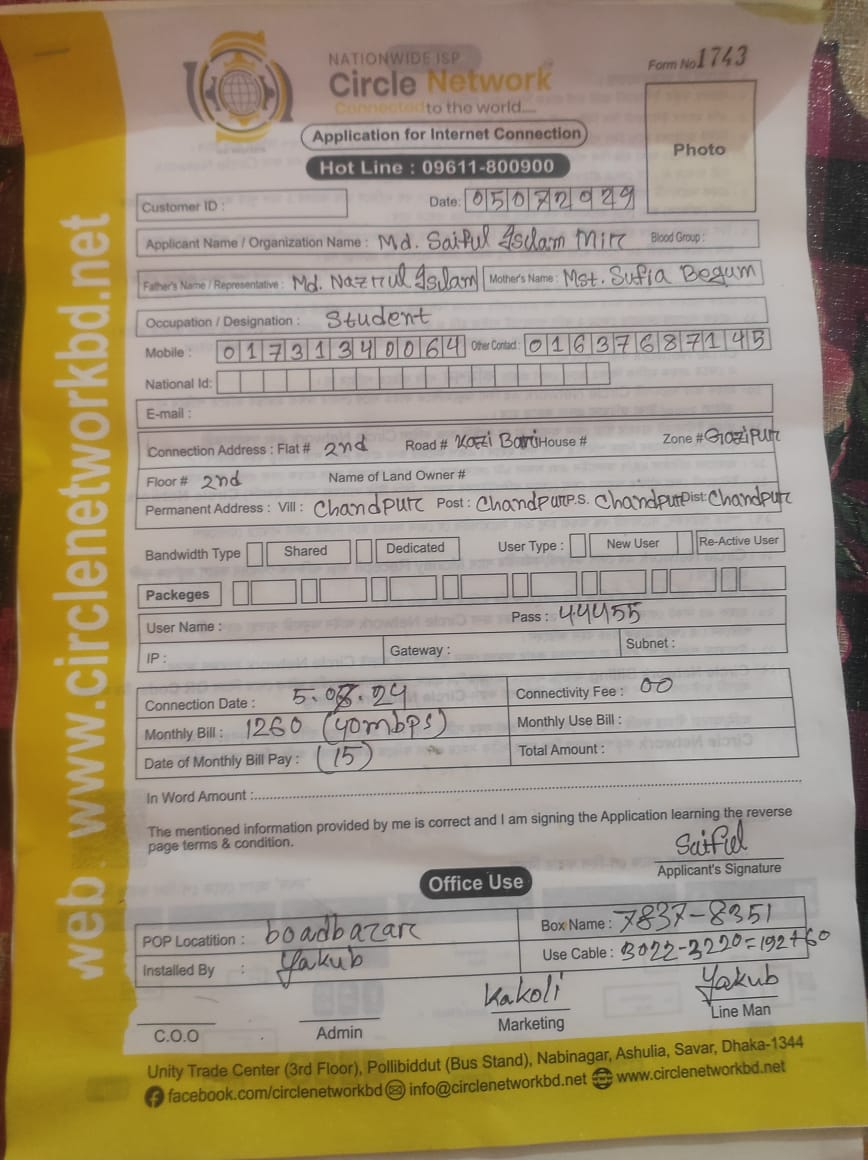 NATIONWIDE ISP
Circle Network
Connected to the world....
Form No 1743
Application for Internet Connection
Photo
Hot Line : 09611-800900
Customer ID :
Date: 05072024
Applicant Name / Organization Name : Md. Saiful Islam Mir Blood Group :
Father's Name / Representative : Md. Nazrul Islam Mother's Name : Mst. Sufia Begum
Occupation / Designation : Student
Mobile : 01731340064 Other Contact : 01637687145
National Id:
E-mail :
Connection Address : Flat # 2nd Road # Kazi Bari House # Zone # Gazipur
Floor # 2nd Name of Land Owner #
Permanent Address : Vill : Chandpur Post : Chandpur P.S. Chandpur Dist: Chandpur
Bandwidth Type Shared Dedicated User Type : New User Re-Active User
Packeges
User Name : Pass : 44455
IP : Gateway : Subnet :
Connection Date : 5.07.24 Connectivity Fee : 00
Monthly Bill : 1260 (40mbps) Monthly Use Bill :
Date of Monthly Bill Pay : (15) Total Amount :
In Word Amount :
The mentioned information provided by me is correct and I am signing the Application learning the reverse
page terms & condition.
Saiful
Applicant's Signature
Office Use
POP Locatition : boadbazar Box Name : 7837-8351
Installed By : Yakub Use Cable : 3022-3220=192+60
Kakoli Yakub
C.O.O Admin Marketing Line Man
Unity Trade Center (3rd Floor), Pollibiddut (Bus Stand), Nabinagar, Ashulia, Savar, Dhaka-1344
facebook.com/circlenetworkbd info@circlenetworkbd.net www.circlenetworkbd.net
web : www.circlenetworkbd.net